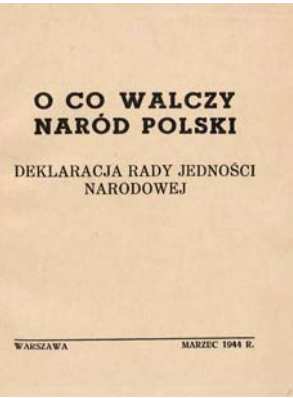 O CO WALCZY
NARÓD POLSKI
DEKLARACJA RADY JEDNOŚCI
NARODOWEJ
WARSZAWA MARZEC 1944 R.